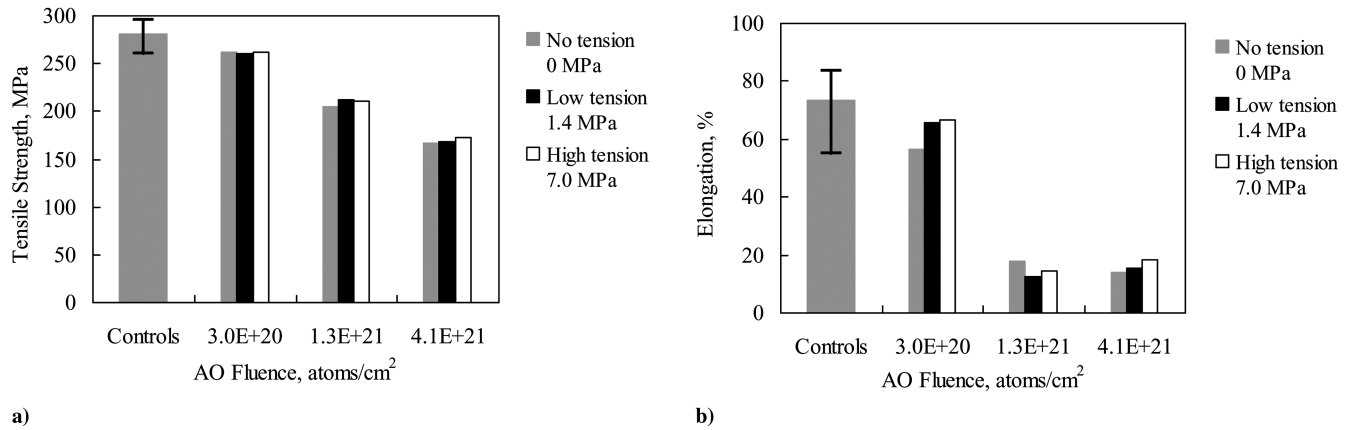 300
250
200
150
100
50
0
Tensile Strength, MPa
Controls 3.0E+20 1.3E+21 4.1E+21
AO Fluence, atoms/cm²
No tension
0 MPa
Low tension
1.4 MPa
High tension
7.0 MPa
a)
100
80
60
40
20
0
Elongation, %
Controls 3.0E+20 1.3E+21 4.1E+21
AO Fluence, atoms/cm²
No tension
0 MPa
Low tension
1.4 MPa
High tension
7.0 MPa
b)